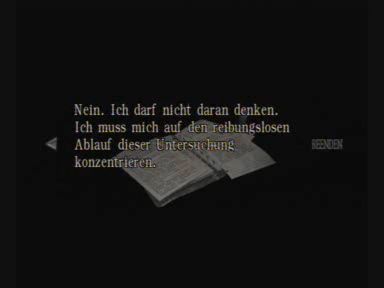 Nein. Ich darf nicht daran denken.
Ich muss mich auf den reibungslosen
Ablauf dieser Untersuchung
konzentrieren.
BEENDEN